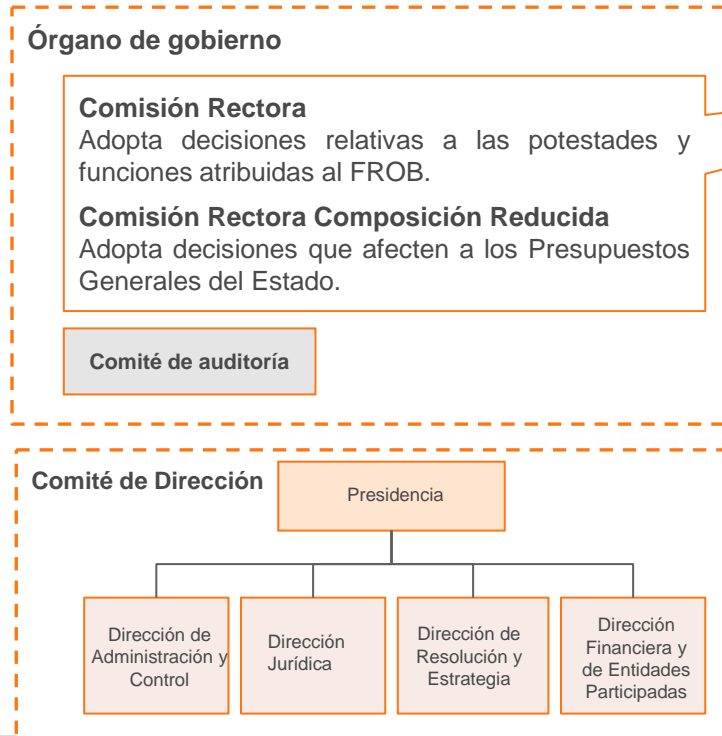 Órgano de gobierno
Comisión Rectora
Adopta decisiones relativas a las potestades y
funciones atribuidas al FROB.
Comisión Rectora Composición Reducida
Adopta decisiones que afecten a los Presupuestos
Generales del Estado.
Comité de auditoría
Comité de Dirección
Presidencia
Dirección de
Administración y
Control
Dirección
Jurídica
Dirección de
Resolución y
Estrategia
Dirección
Financiera y
de Entidades
Participadas